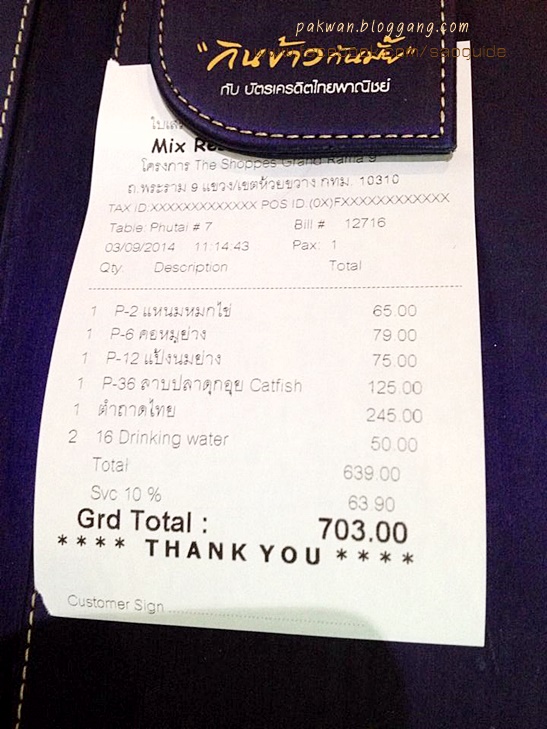 pakwan.bloggang.com
"กินข้าวกันมั้ย"
กับ บัตรเครดิตไทยพาณิชย์
Mix
โครงการ The Shoppes Grand Rama 9
ถ.พระราม 9 แขวง/เขตห้วยขวาง กทม. 10310
TAX ID:XXXXXXXXXXXXX POS ID.(0X)FXXXXXXXXXXXX
Table: Phutai # 7 Bill # 12716
03/09/2014 11:14:43 Pax: 1
Qty. Description Total
1 P-2 แหนมหมกไข่ 65.00
1 P-6 คอหมูย่าง 79.00
1 P-12 แป้งนมย่าง 75.00
1 P-36 ลาบปลาดุกอุย Catfish 125.00
1 ตำถาดไทย 245.00
2 16 Drinking water 50.00
Total 639.00
Svc 10 % 63.90
Grd Total : 703.00
**** THANK YOU ****
Customer Sign